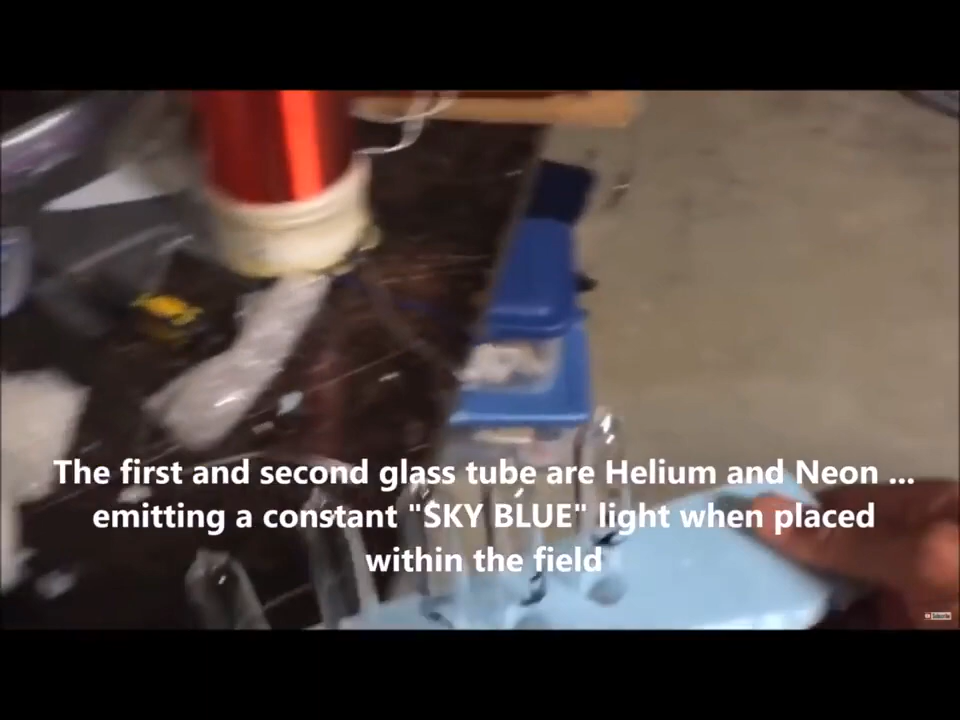 The first and second glass tube are Helium and Neon ...
emitting a constant "SKY BLUE" light when placed
within the field
Subscribe